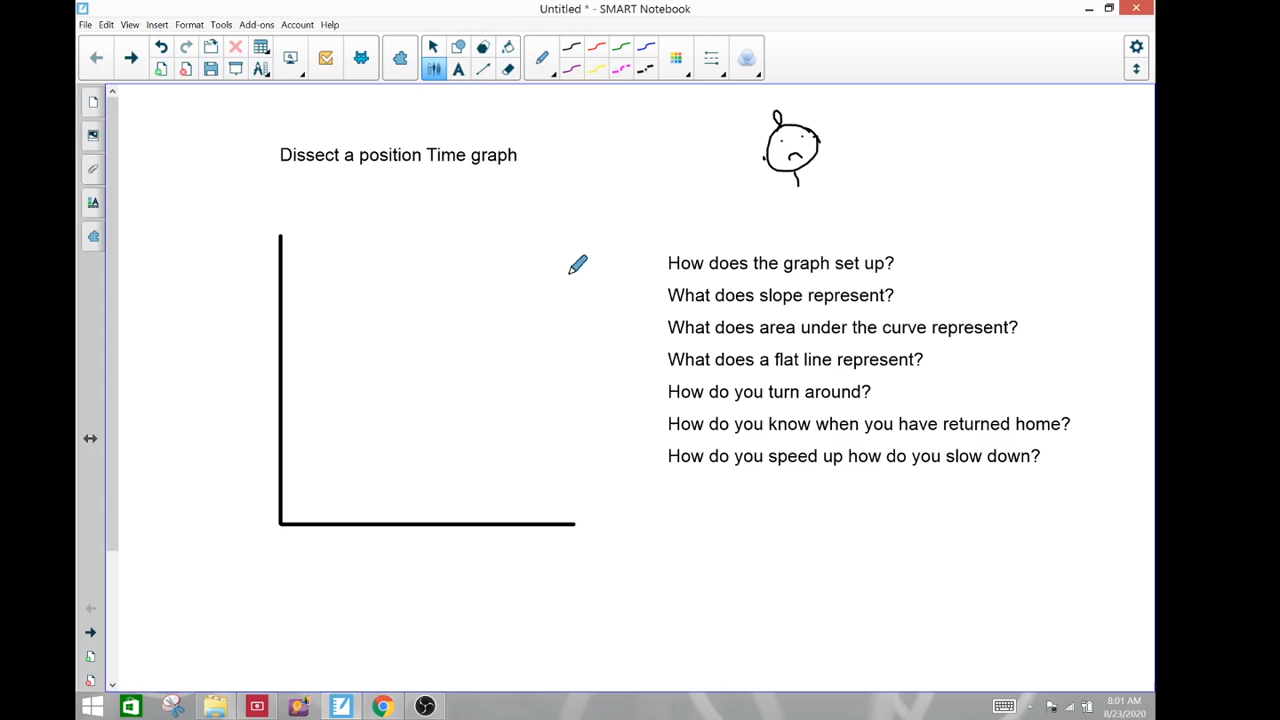 Untitled * - SMART Notebook
File Edit View Insert Format Tools Add-ons Account Help
Dissect a position Time graph
How does the graph set up?
What does slope represent?
What does area under the curve represent?
What does a flat line represent?
How do you turn around?
How do you know when you have returned home?
How do you speed up how do you slow down?
8:01 AM
8/23/2020